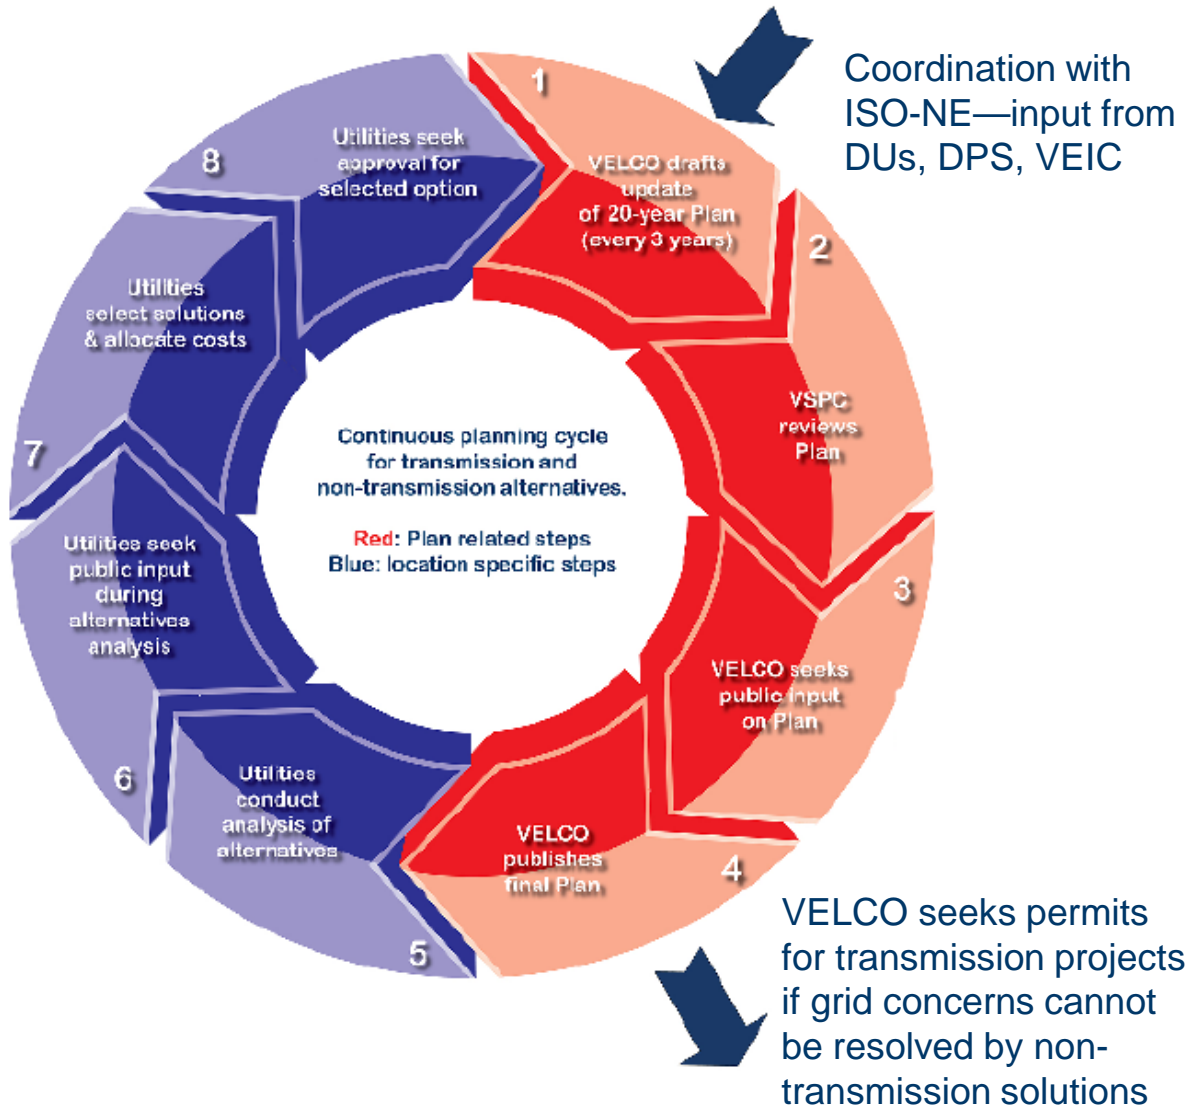 Coordination with
ISO-NE—input from
DUs, DPS, VEIC
1
VELCO drafts
update
of 20-year Plan
(every 3 years)
2
VSPC
reviews
Plan
3
VELCO seeks
public input
on Plan
4
VELCO
publishes
final Plan
5
Utilities
conduct
analysis of
alternatives
6
Utilities seek
public input
during
alternatives
analysis
7
Utilities
select solutions
& allocate costs
8
Utilities seek
approval for
selected option
Continuous planning cycle
for transmission and
non-transmission alternatives.
Red: Plan related steps
Blue: location specific steps
VELCO seeks permits
for transmission projects
if grid concerns cannot
be resolved by non-
transmission solutions